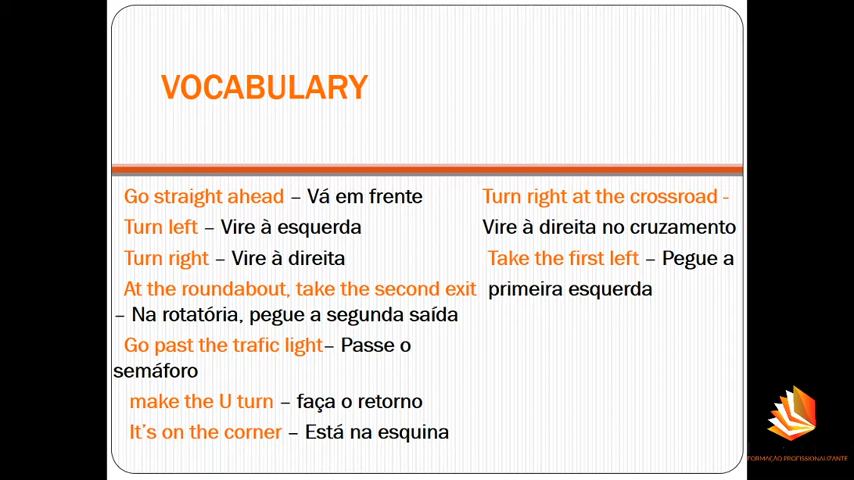 VOCABULARY
Go straight ahead – Vá em frente
Turn left – Vire à esquerda
Turn right – Vire à direita
At the roundabout, take the second exit
– Na rotatória, pegue a segunda saída
Go past the trafic light– Passe o
semáforo
make the U turn – faça o retorno
It's on the corner – Está na esquina
Turn right at the crossroad -
Vire à direita no cruzamento
Take the first left – Pegue a
primeira esquerda
FORMAÇÃO PROFISSIONALIZANTE